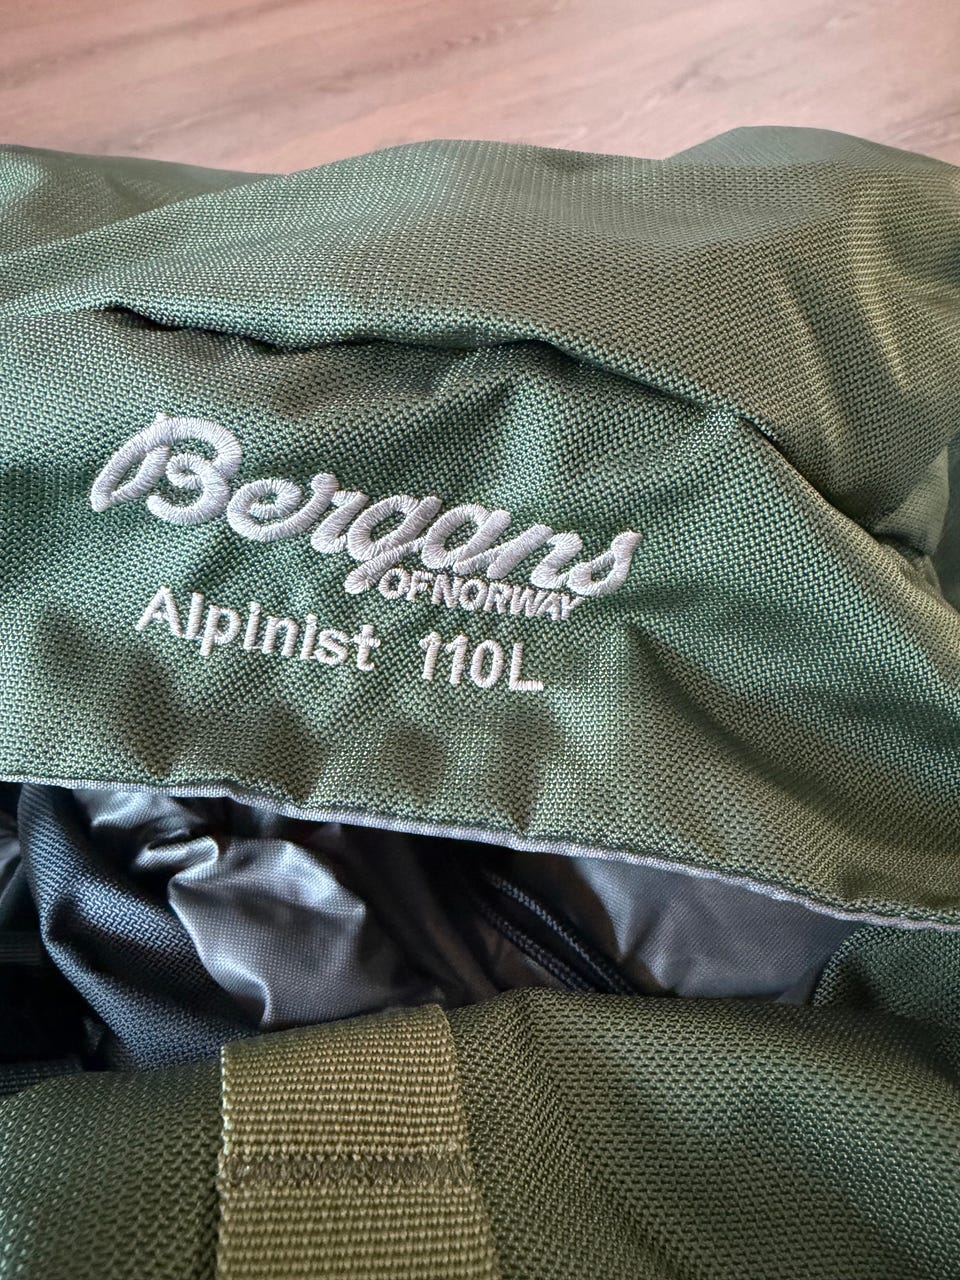 Bergans
OF NORWAY
Alpinist 110L